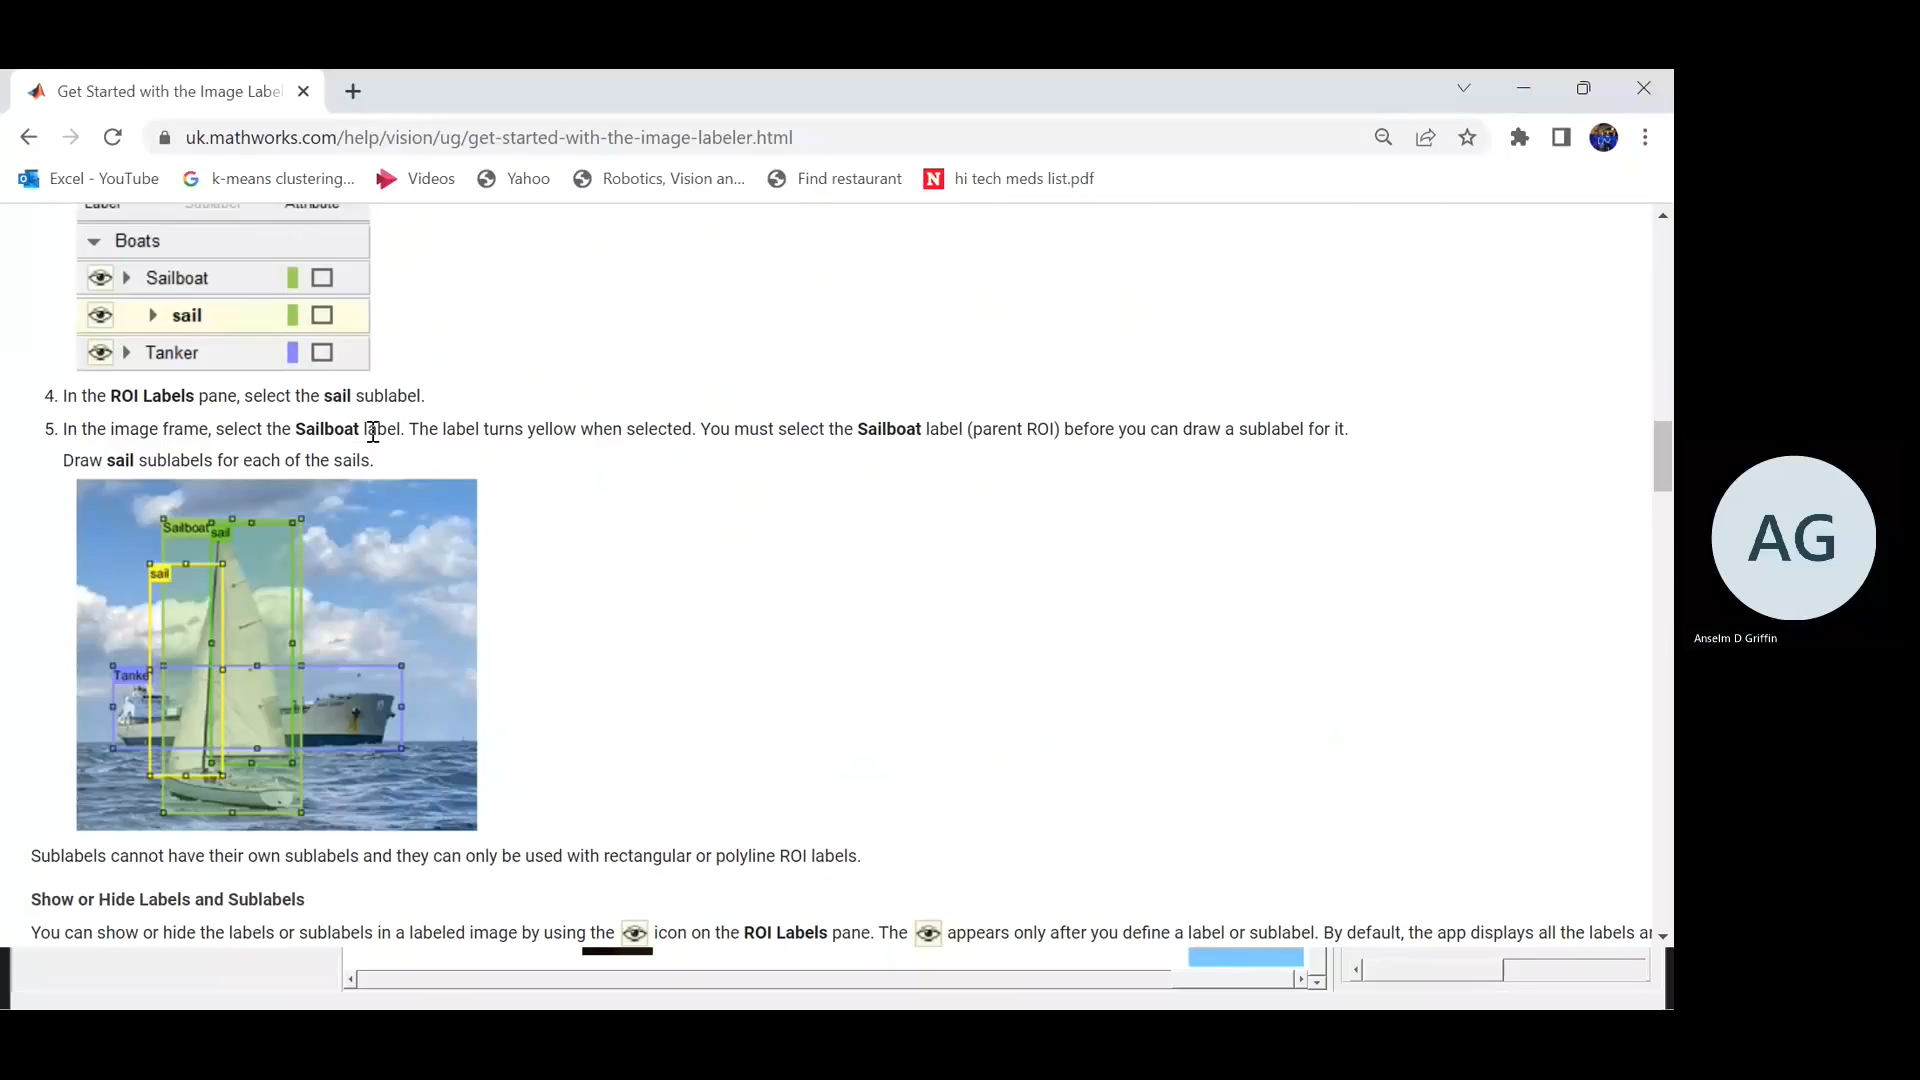 Get Started with the Image Label
uk.mathworks.com/help/vision/ug/get-started-with-the-image-labeler.html
Excel - YouTube k-means clustering... Videos Yahoo Robotics, Vision an... Find restaurant N hi tech meds list.pdf
Label Sublabel Attribute
Boats
Sailboat
sail
Tanker
4. In the ROI Labels pane, select the sail sublabel.
5. In the image frame, select the Sailboat label. The label turns yellow when selected. You must select the Sailboat label (parent ROI) before you can draw a sublabel for it.
Draw sail sublabels for each of the sails.
Sailboat sail
sail
Tanke
Sublabels cannot have their own sublabels and they can only be used with rectangular or polyline ROI labels.
Show or Hide Labels and Sublabels
You can show or hide the labels or sublabels in a labeled image by using the icon on the ROI Labels pane. The appears only after you define a label or sublabel. By default, the app displays all the labels ar
AG
Anselm D Griffin